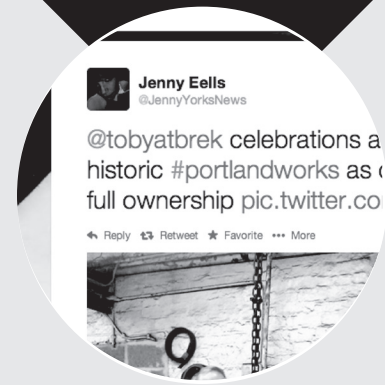 Jenny Eells
@JennyYorksNews
@tobyatbrek celebrations a
historic #portlandworks as
full ownership pic.twitter.co
Reply Retweet Favorite More